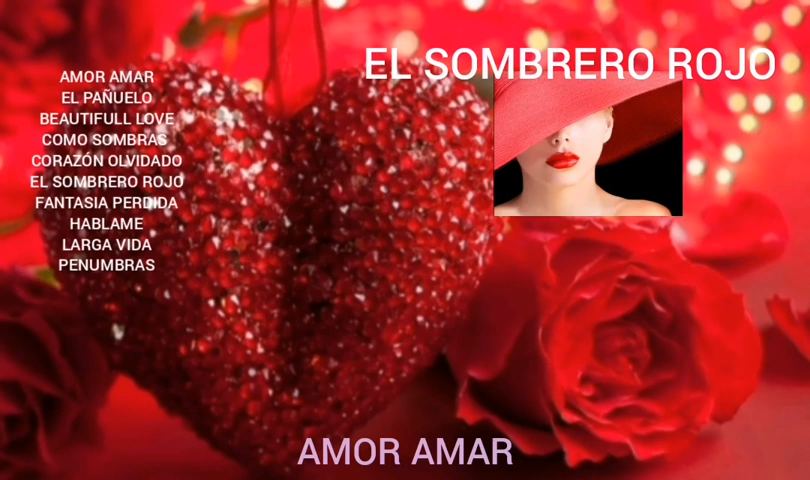 EL SOMBRERO ROJO
AMOR AMAR
EL PAÑUELO
BEAUTIFULL LOVE
COMO SOMBRAS
CORAZÓN OLVIDADO
EL SOMBRERO ROJO
FANTASIA PERDIDA
HABLAME
LARGA VIDA
PENUMBRAS
AMOR AMAR